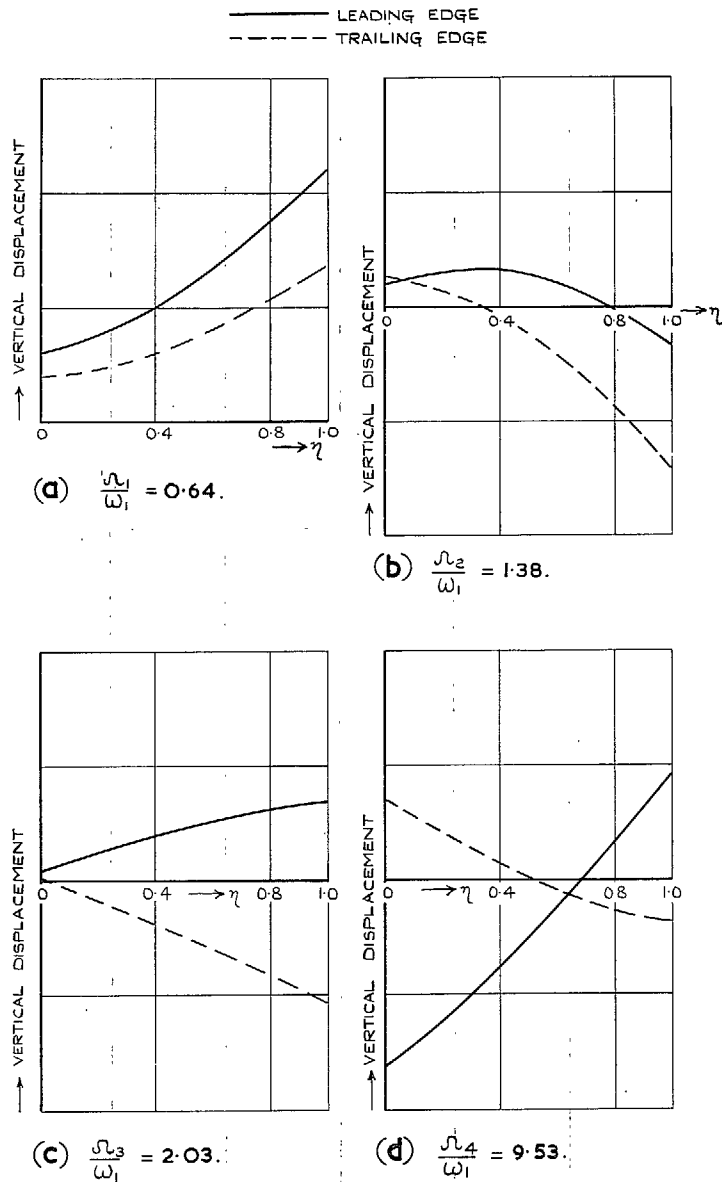 LEADING EDGE
TRAILING EDGE
VERTICAL DISPLACEMENT
0 0.4 0.8 1.0
η
(a) Ω₁/ω₁ = 0·64.
VERTICAL DISPLACEMENT
0 0.4 0.8 1.0
η
(b) Ω₂/ω₁ = 1·38.
VERTICAL DISPLACEMENT
0 0.4 0.8 1.0
η
(c) Ω₃/ω₁ = 2·03.
VERTICAL DISPLACEMENT
0 0.4 0.8 1.0
η
(d) Ω₄/ω₁ = 9·53.